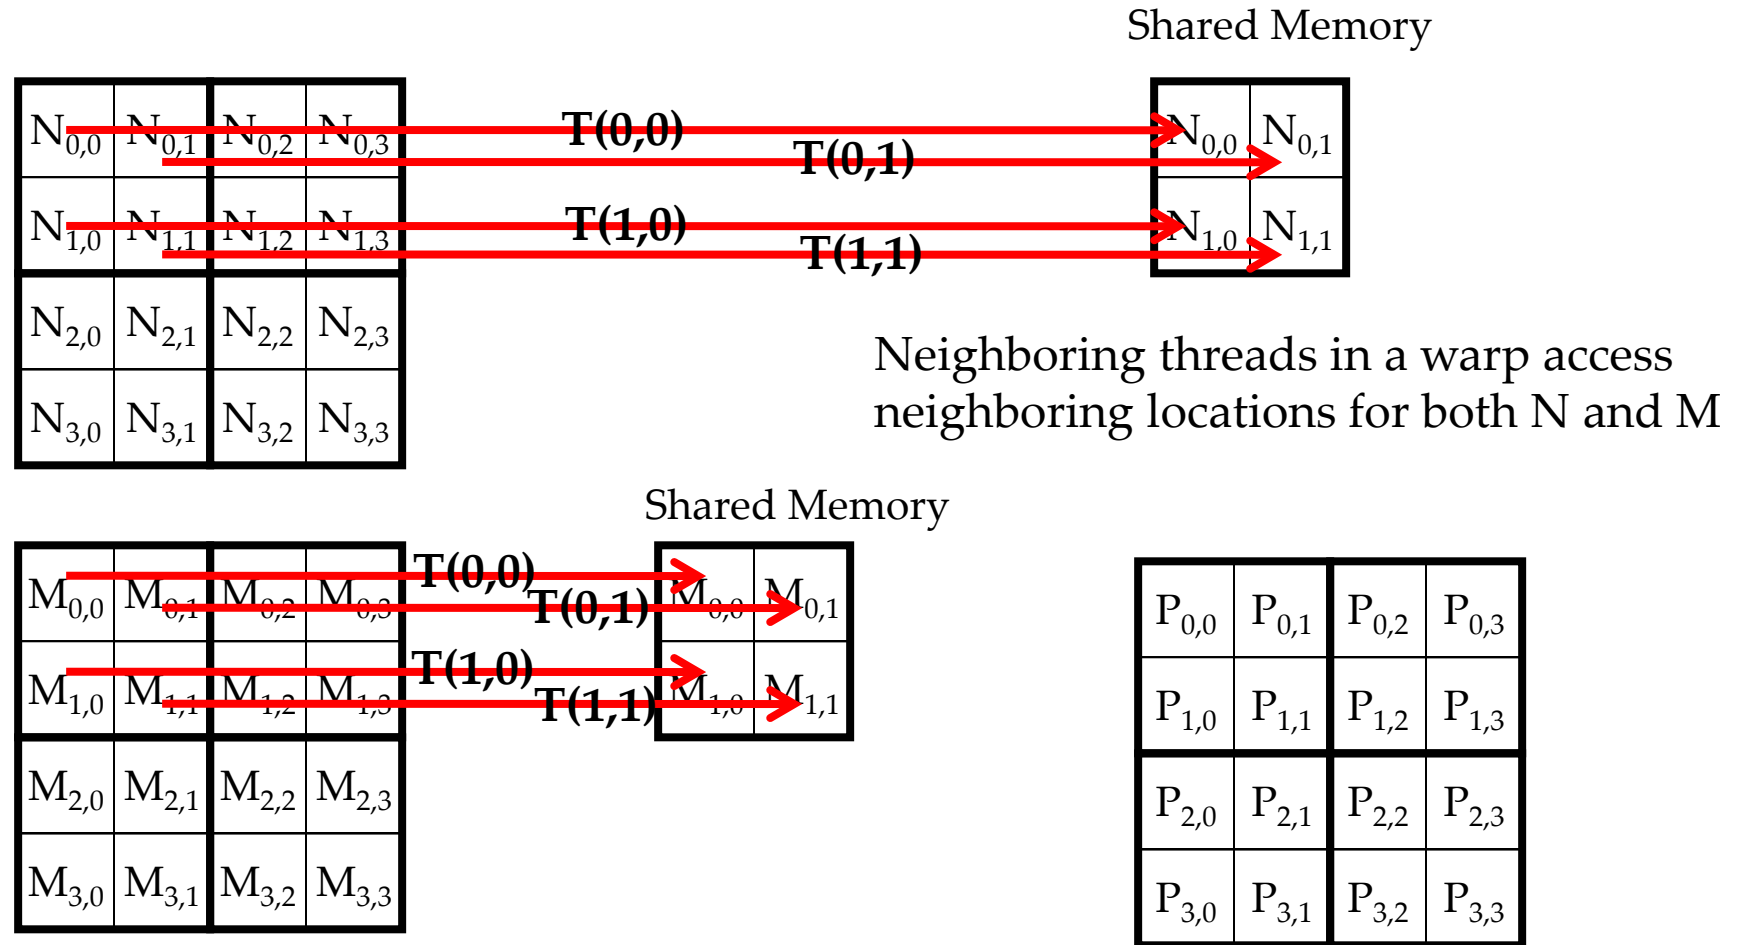 Shared Memory
N0,0 N0,1 N0,2 N0,3
T(0,0)
T(0,1)
N0,0 N0,1
N1,0 N1,1 N1,2 N1,3
T(1,0)
T(1,1)
N1,0 N1,1
N2,0 N2,1 N2,2 N2,3
N3,0 N3,1 N3,2 N3,3
Neighboring threads in a warp access
neighboring locations for both N and M
Shared Memory
M0,0 M0,1 M0,2 M0,3
T(0,0)
T(0,1)
M0,0 M0,1
M1,0 M1,1 M1,2 M1,3
T(1,0)
T(1,1)
M1,0 M1,1
M2,0 M2,1 M2,2 M2,3
M3,0 M3,1 M3,2 M3,3
P0,0 P0,1 P0,2 P0,3
P1,0 P1,1 P1,2 P1,3
P2,0 P2,1 P2,2 P2,3
P3,0 P3,1 P3,2 P3,3